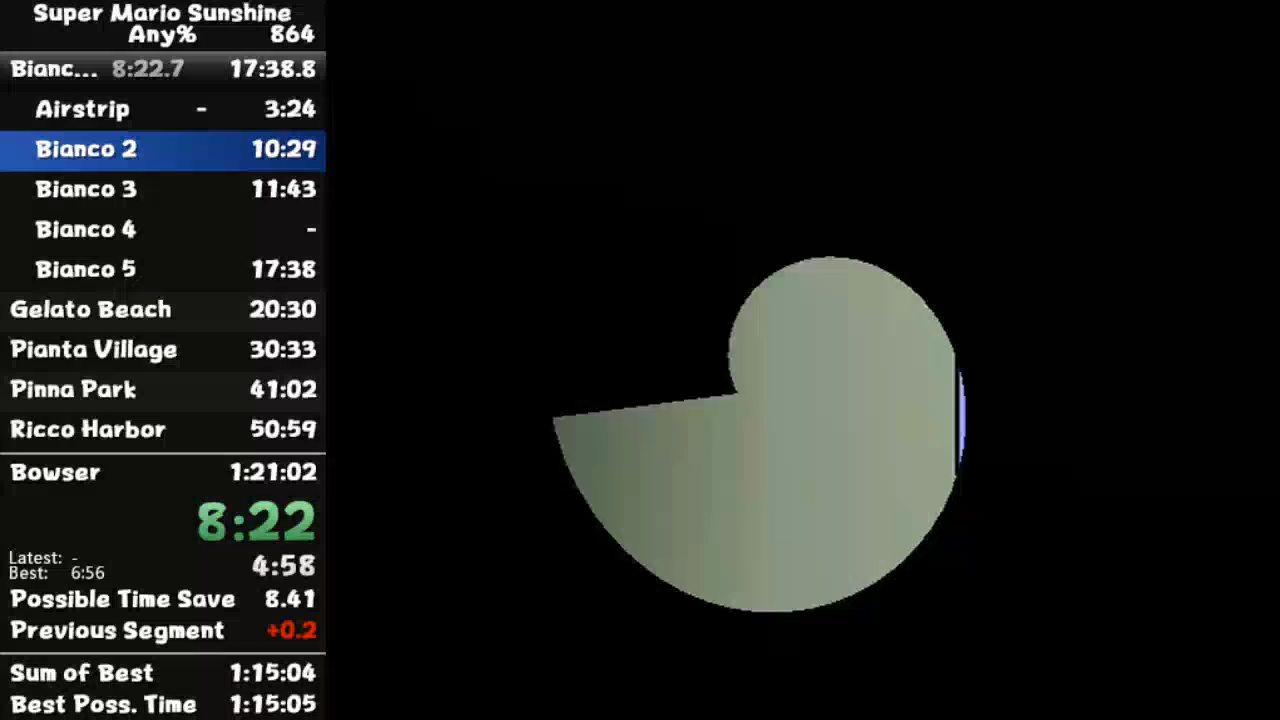 Super Mario Sunshine
Any% 864
Bianc... 8:22.7 17:38.8
Airstrip - 3:24
Bianco 2 10:29
Bianco 3 11:43
Bianco 4 -
Bianco 5 17:38
Gelato Beach 20:30
Pianta Village 30:33
Pinna Park 41:02
Ricco Harbor 50:59
Bowser 1:21:02
8:22
Latest: -
Best: 6:56 4:58
Possible Time Save 8.41
Previous Segment +0.2
Sum of Best 1:15:04
Best Poss. Time 1:15:05